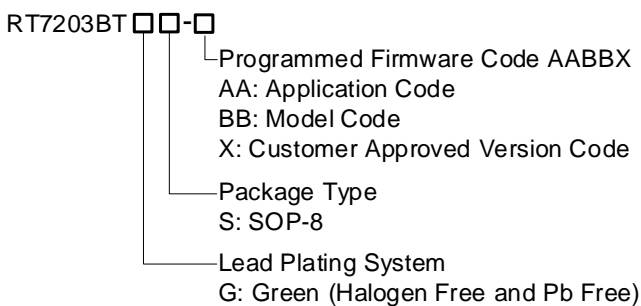 RT7203BT□□-□
Programmed Firmware Code AABBX
AA: Application Code
BB: Model Code
X: Customer Approved Version Code
Package Type
S: SOP-8
Lead Plating System
G: Green (Halogen Free and Pb Free)